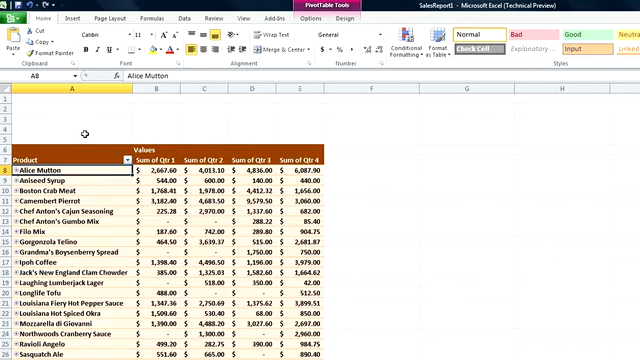 PivotTable Tools
SalesReport1 - Microsoft Excel (Technical Preview)
Home Insert Page Layout Formulas Data Review View Add-Ins Options Design
Cut
Copy
Paste
Format Painter
Calibri 11
Wrap Text
Merge & Center
General
Conditional Formatting
Format as Table
Normal Bad Good Neutral
Check Cell Explanatory ... Input Linked
Clipboard Font Alignment Number Styles
A8 fx Alice Mutton
A B C D E F G H
1
2
3
4
5
6 Values
7 Product Sum of Qtr 1 Sum of Qtr 2 Sum of Qtr 3 Sum of Qtr 4
8 Alice Mutton $ 2,667.60 $ 4,013.10 $ 4,836.00 $ 6,087.90
9 Aniseed Syrup $ 544.00 $ 600.00 $ 140.00 $ 440.00
10 Boston Crab Meat $ 1,768.41 $ 1,978.00 $ 4,412.32 $ 1,656.00
11 Camembert Pierrot $ 3,182.40 $ 4,683.50 $ 9,579.50 $ 3,060.00
12 Chef Anton's Cajun Seasoning $ 225.28 $ 2,970.00 $ 1,337.60 $ 682.00
13 Chef Anton's Gumbo Mix $ - $ - $ 288.22 $ 85.40
14 Filo Mix $ 187.60 $ 742.00 $ 289.80 $ 904.75
15 Gorgonzola Telino $ 464.50 $ 3,639.37 $ 515.00 $ 2,681.87
16 Grandma's Boysenberry Spread $ - $ - $ 1,750.00 $ 750.00
17 Ipoh Coffee $ 1,398.40 $ 4,496.50 $ 1,196.00 $ 3,979.00
18 Jack's New England Clam Chowder $ 385.00 $ 1,325.03 $ 1,582.60 $ 1,664.62
19 Laughing Lumberjack Lager $ - $ 518.00 $ 350.00 $ 42.00
20 Longlife Tofu $ 488.00 $ - $ - $ 512.50
21 Louisiana Fiery Hot Pepper Sauce $ 1,347.36 $ 2,750.69 $ 1,375.62 $ 3,899.51
22 Louisiana Hot Spiced Okra $ 1,509.60 $ 530.40 $ 68.00 $ 850.00
23 Mozzarella di Giovanni $ 1,390.00 $ 4,488.20 $ 3,027.60 $ 2,697.00
24 Northwoods Cranberry Sauce $ - $ 1,300.00 $ - $ 2,960.00
25 Ravioli Angelo $ 499.20 $ 282.75 $ 390.00 $ 984.75
26 Sasquatch Ale $ 551.60 $ 665.00 $ - $ 890.40